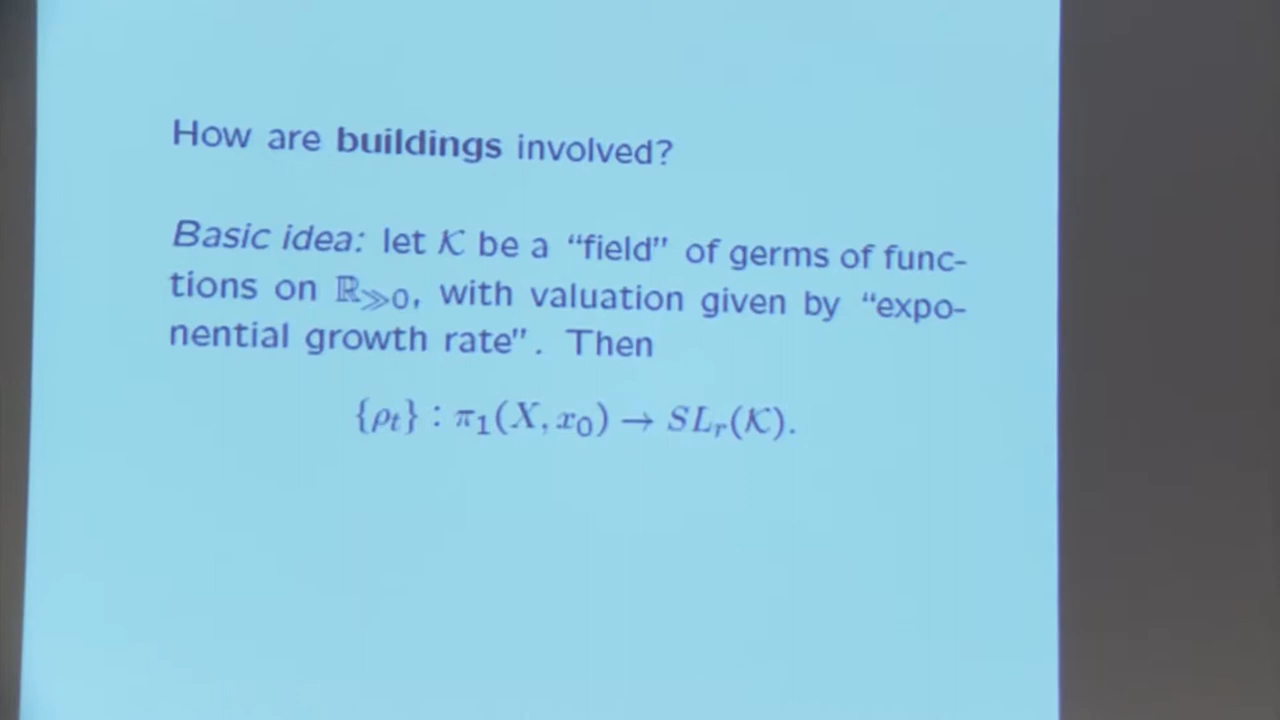 How are buildings involved?
Basic idea: let 𝒦 be a “field” of germs of func-
tions on ℝ≫0, with valuation given by “expo-
nential growth rate”. Then
{ρt} : π1(X, x0) → SLr(𝒦).